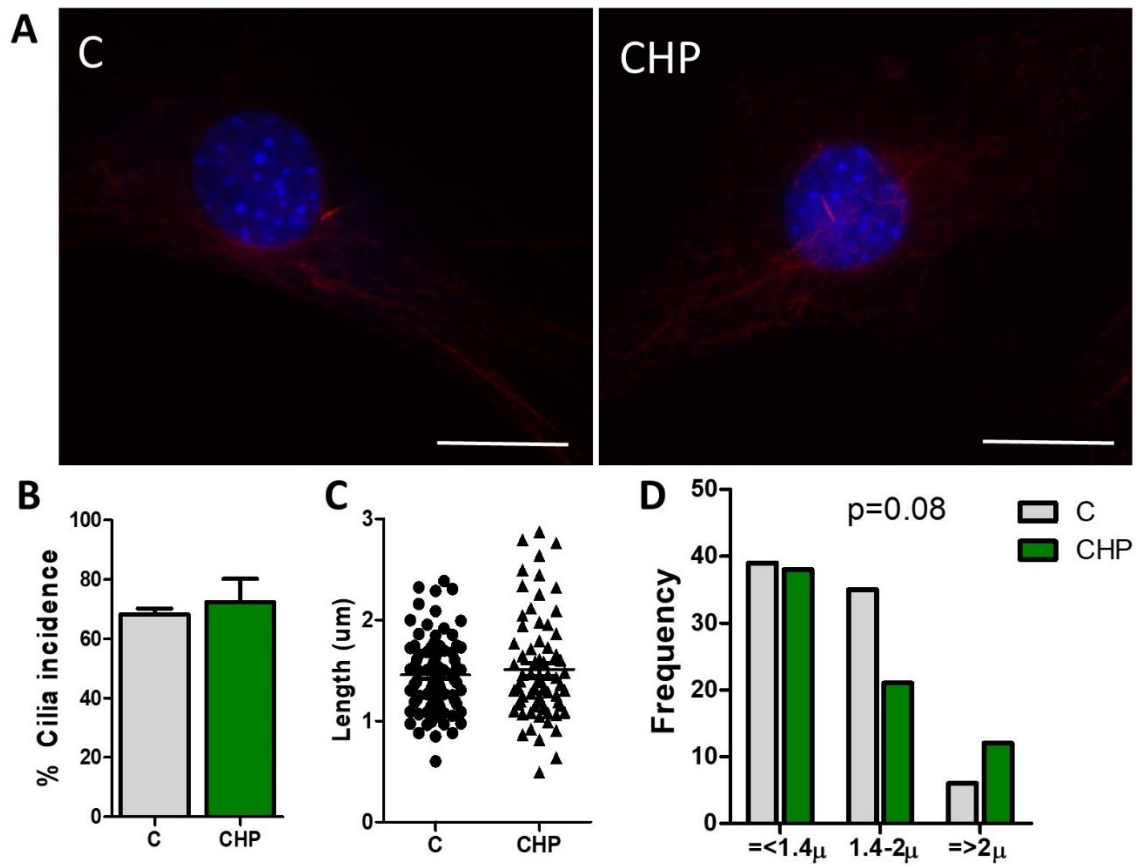 A
C
CHP
B
% Cilia incidence
100
80
60
40
20
0
C
CHP
C
Length (um)
3
2
1
0
C
CHP
D
p=0.08
C
CHP
Frequency
50
40
30
20
10
0
=<1.4µ
1.4-2µ
=>2µ